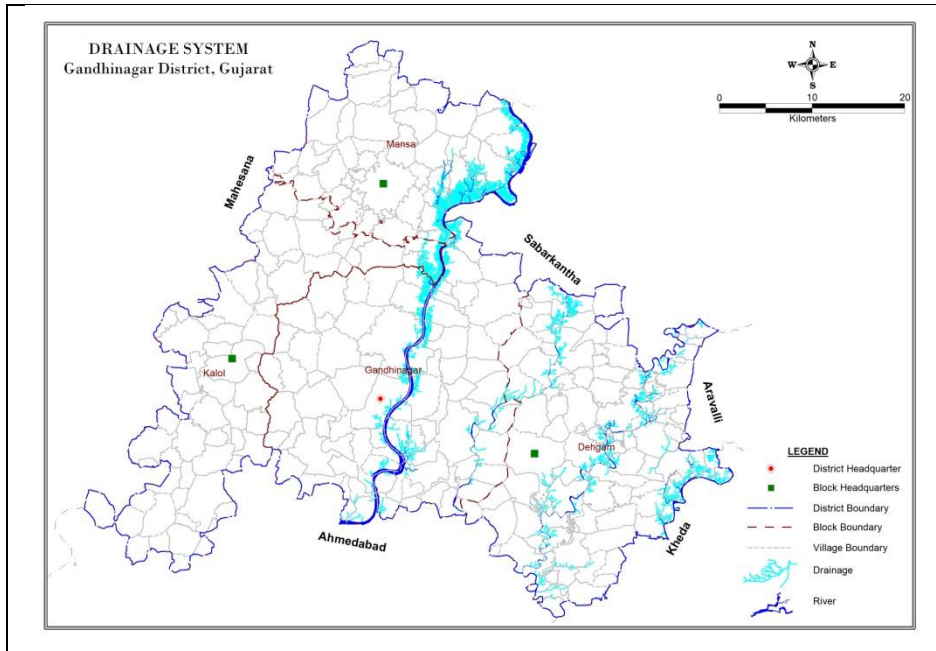 DRAINAGE SYSTEM
Gandhinagar District, Gujarat
N
W E
S
0 10 20
Kilometers
Mansa
Mahesana
Sabarkantha
Kalol
Gandhinagar
Aravalli
Dehgam
Ahmedabad
Kheda
LEGEND
District Headquarter
Block Headquarters
District Boundary
Block Boundary
Village Boundary
Drainage
River